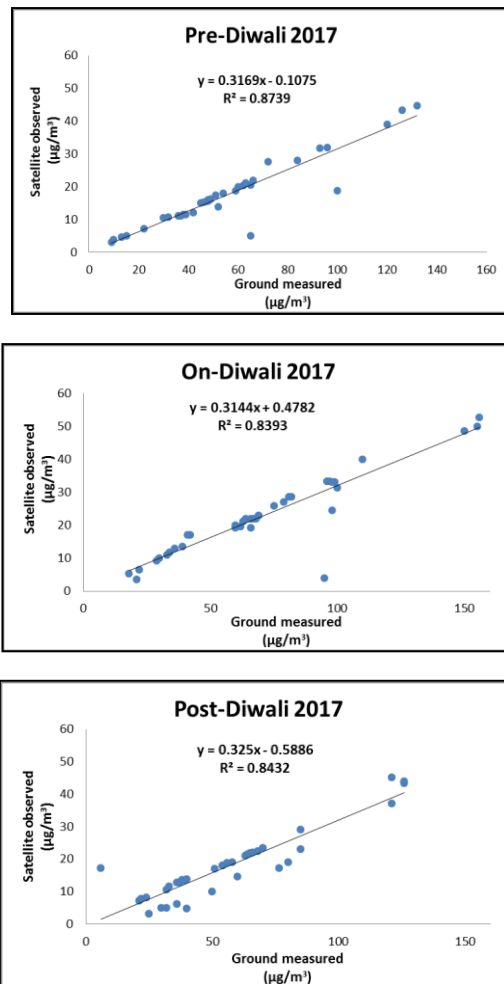 Pre-Diwali 2017
y = 0.3169x - 0.1075
R² = 0.8739
Satellite observed
(µg/m³)
60
50
40
30
20
10
0
0 20 40 60 80 100 120 140 160
Ground measured
(µg/m³)
On-Diwali 2017
y = 0.3144x + 0.4782
R² = 0.8393
Satellite observed
(µg/m³)
60
50
40
30
20
10
0
0 50 100 150
Ground measured
(µg/m³)
Post-Diwali 2017
y = 0.325x - 0.5886
R² = 0.8432
Satellite observed
(µg/m³)
60
50
40
30
20
10
0
0 50 100 150
Ground measured
(µg/m³)